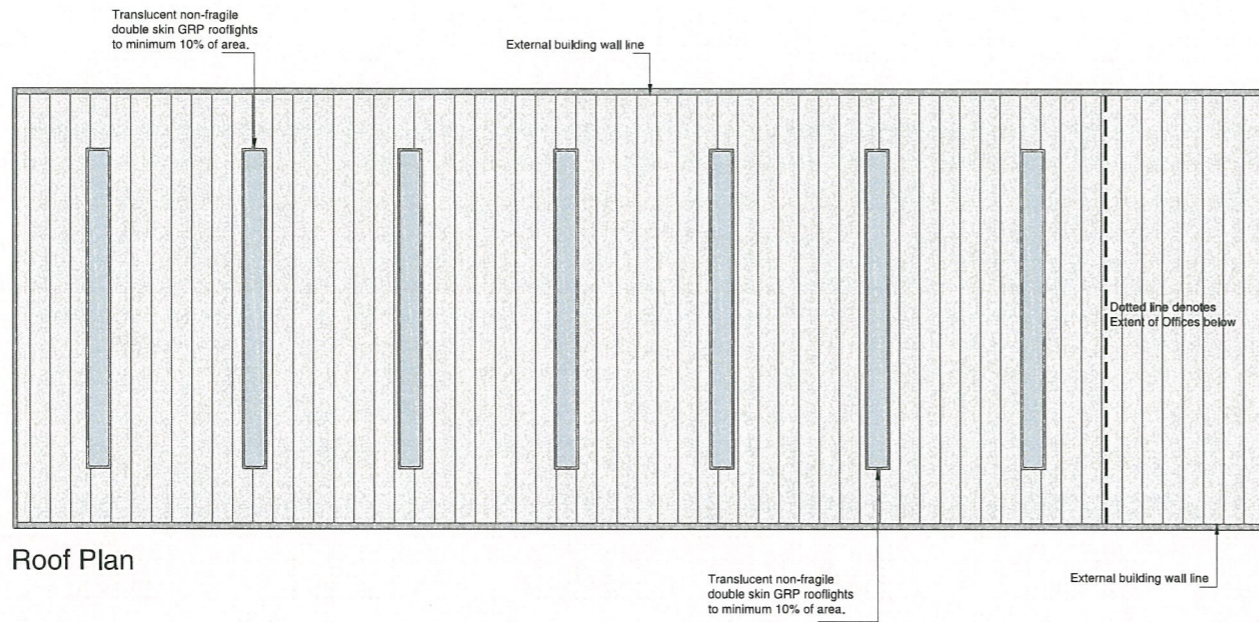 Translucent non-fragile
double skin GRP rooflights
to minimum 10% of area.
External building wall line
Dotted line denotes
Extent of Offices below
Roof Plan
Translucent non-fragile
double skin GRP rooflights
to minimum 10% of area.
External building wall line